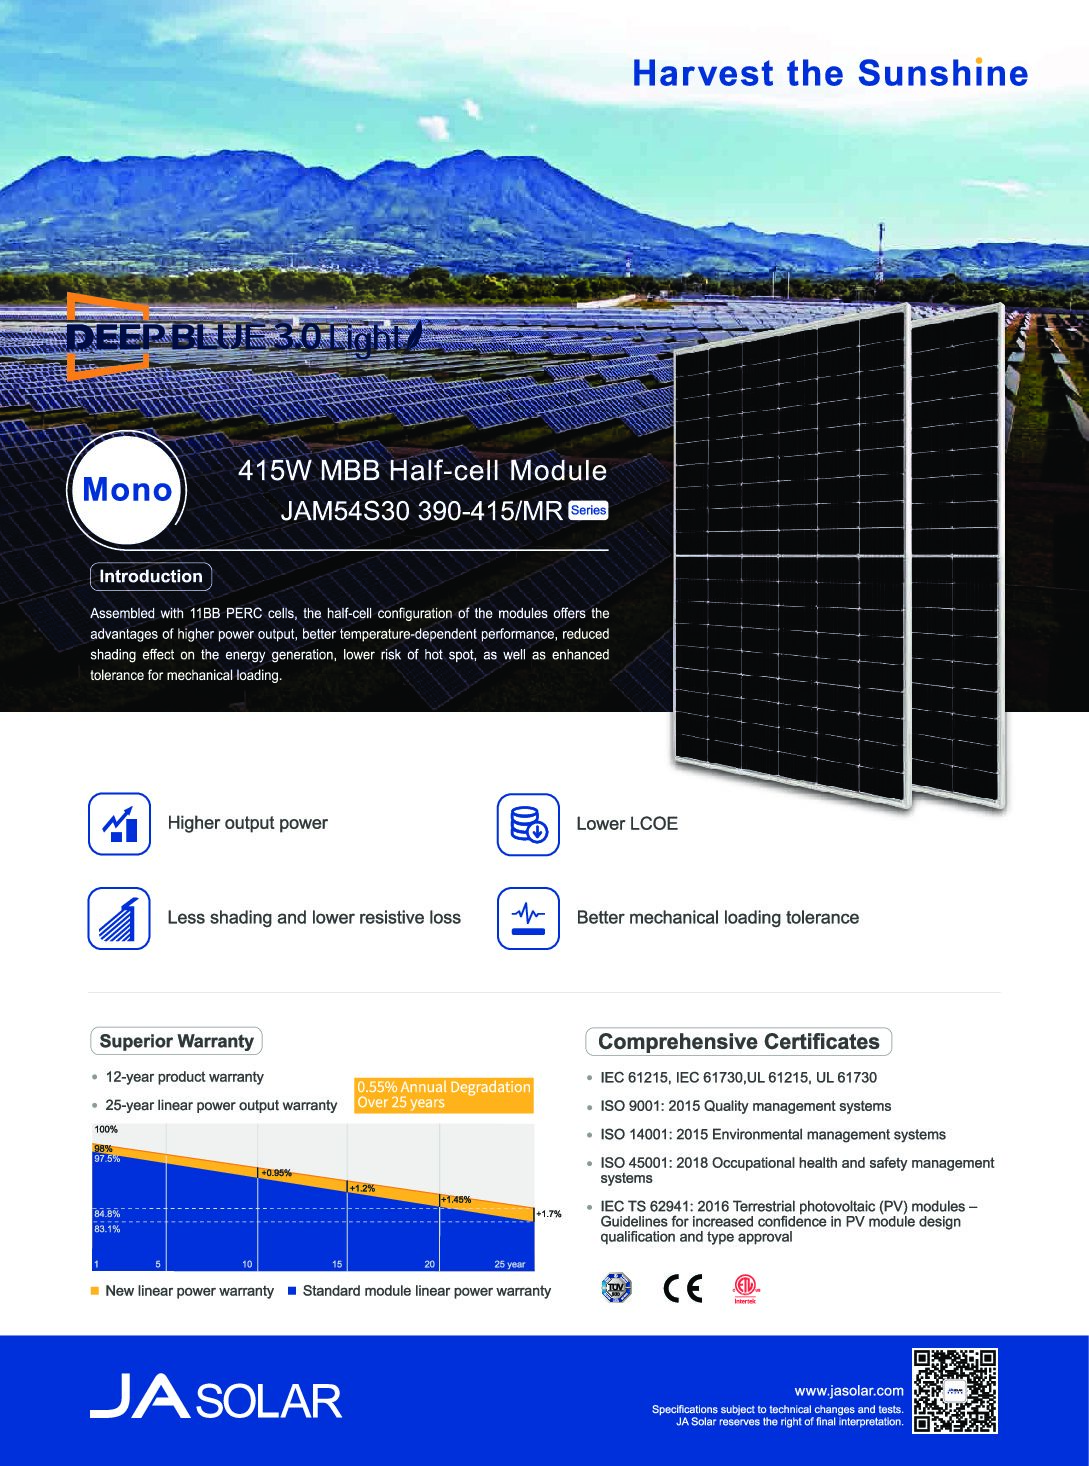 Harvest the Sunshine
DEEP BLUE 3.0 Light
Mono
415W MBB Half-cell Module
JAM54S30 390-415/MR Series
Introduction
Assembled with 11BB PERC cells, the half-cell configuration of the modules offers the
advantages of higher power output, better temperature-dependent performance, reduced
shading effect on the energy generation, lower risk of hot spot, as well as enhanced
tolerance for mechanical loading.
Higher output power
Lower LCOE
Less shading and lower resistive loss
Better mechanical loading tolerance
Superior Warranty
12-year product warranty
25-year linear power output warranty
0.55% Annual Degradation
Over 25 years
100%
98%
97.5%
+0.95%
+1.2%
+1.45%
+1.7%
84.8%
83.1%
1 5 10 15 20 25 year
New linear power warranty
Standard module linear power warranty
Comprehensive Certificates
IEC 61215, IEC 61730,UL 61215, UL 61730
ISO 9001: 2015 Quality management systems
ISO 14001: 2015 Environmental management systems
ISO 45001: 2018 Occupational health and safety management
systems
IEC TS 62941: 2016 Terrestrial photovoltaic (PV) modules –
Guidelines for increased confidence in PV module design
qualification and type approval
TÜV
CE
ETL
Intertek
JA SOLAR
www.jasolar.com
Specifications subject to technical changes and tests.
JA Solar reserves the right of final interpretation.